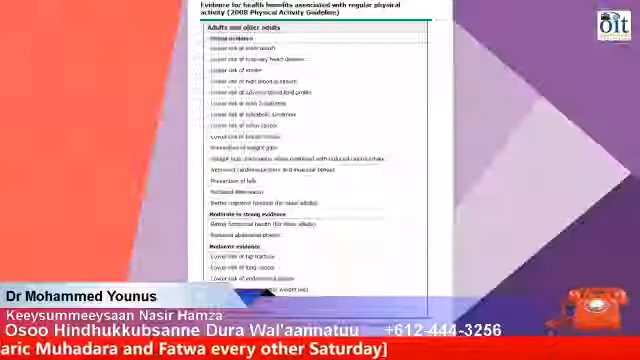 Evidence for health benefits associated with regular physical
activity (2008 Physical Activity Guideline)
Adults and older adults
Strong evidence
Lower risk of early death
Lower risk of coronary heart disease
Lower risk of stroke
Lower risk of high blood pressure
Lower risk of adverse blood lipid profile
Lower risk of type 2 diabetes
Lower risk of metabolic syndrome
Lower risk of colon cancer
Lower risk of breast cancer
Prevention of weight gain
Weight loss, particularly when combined with reduced calorie intake
Improved cardiorespiratory and muscular fitness
Prevention of falls
Reduced depression
Better cognitive function (for older adults)
Moderate to strong evidence
Better functional health (for older adults)
Reduced abdominal obesity
Moderate evidence
Lower risk of hip fracture
Lower risk of lung cancer
Lower risk of endometrial cancer
weight loss
oit
Dr Mohammed Younus
Keeysummeeysaan Nasir Hamza
Osoo Hindhukkubsanne Dura Wal'aannatuu +612-444-3256
aric Muhadara and Fatwa every other Saturday]